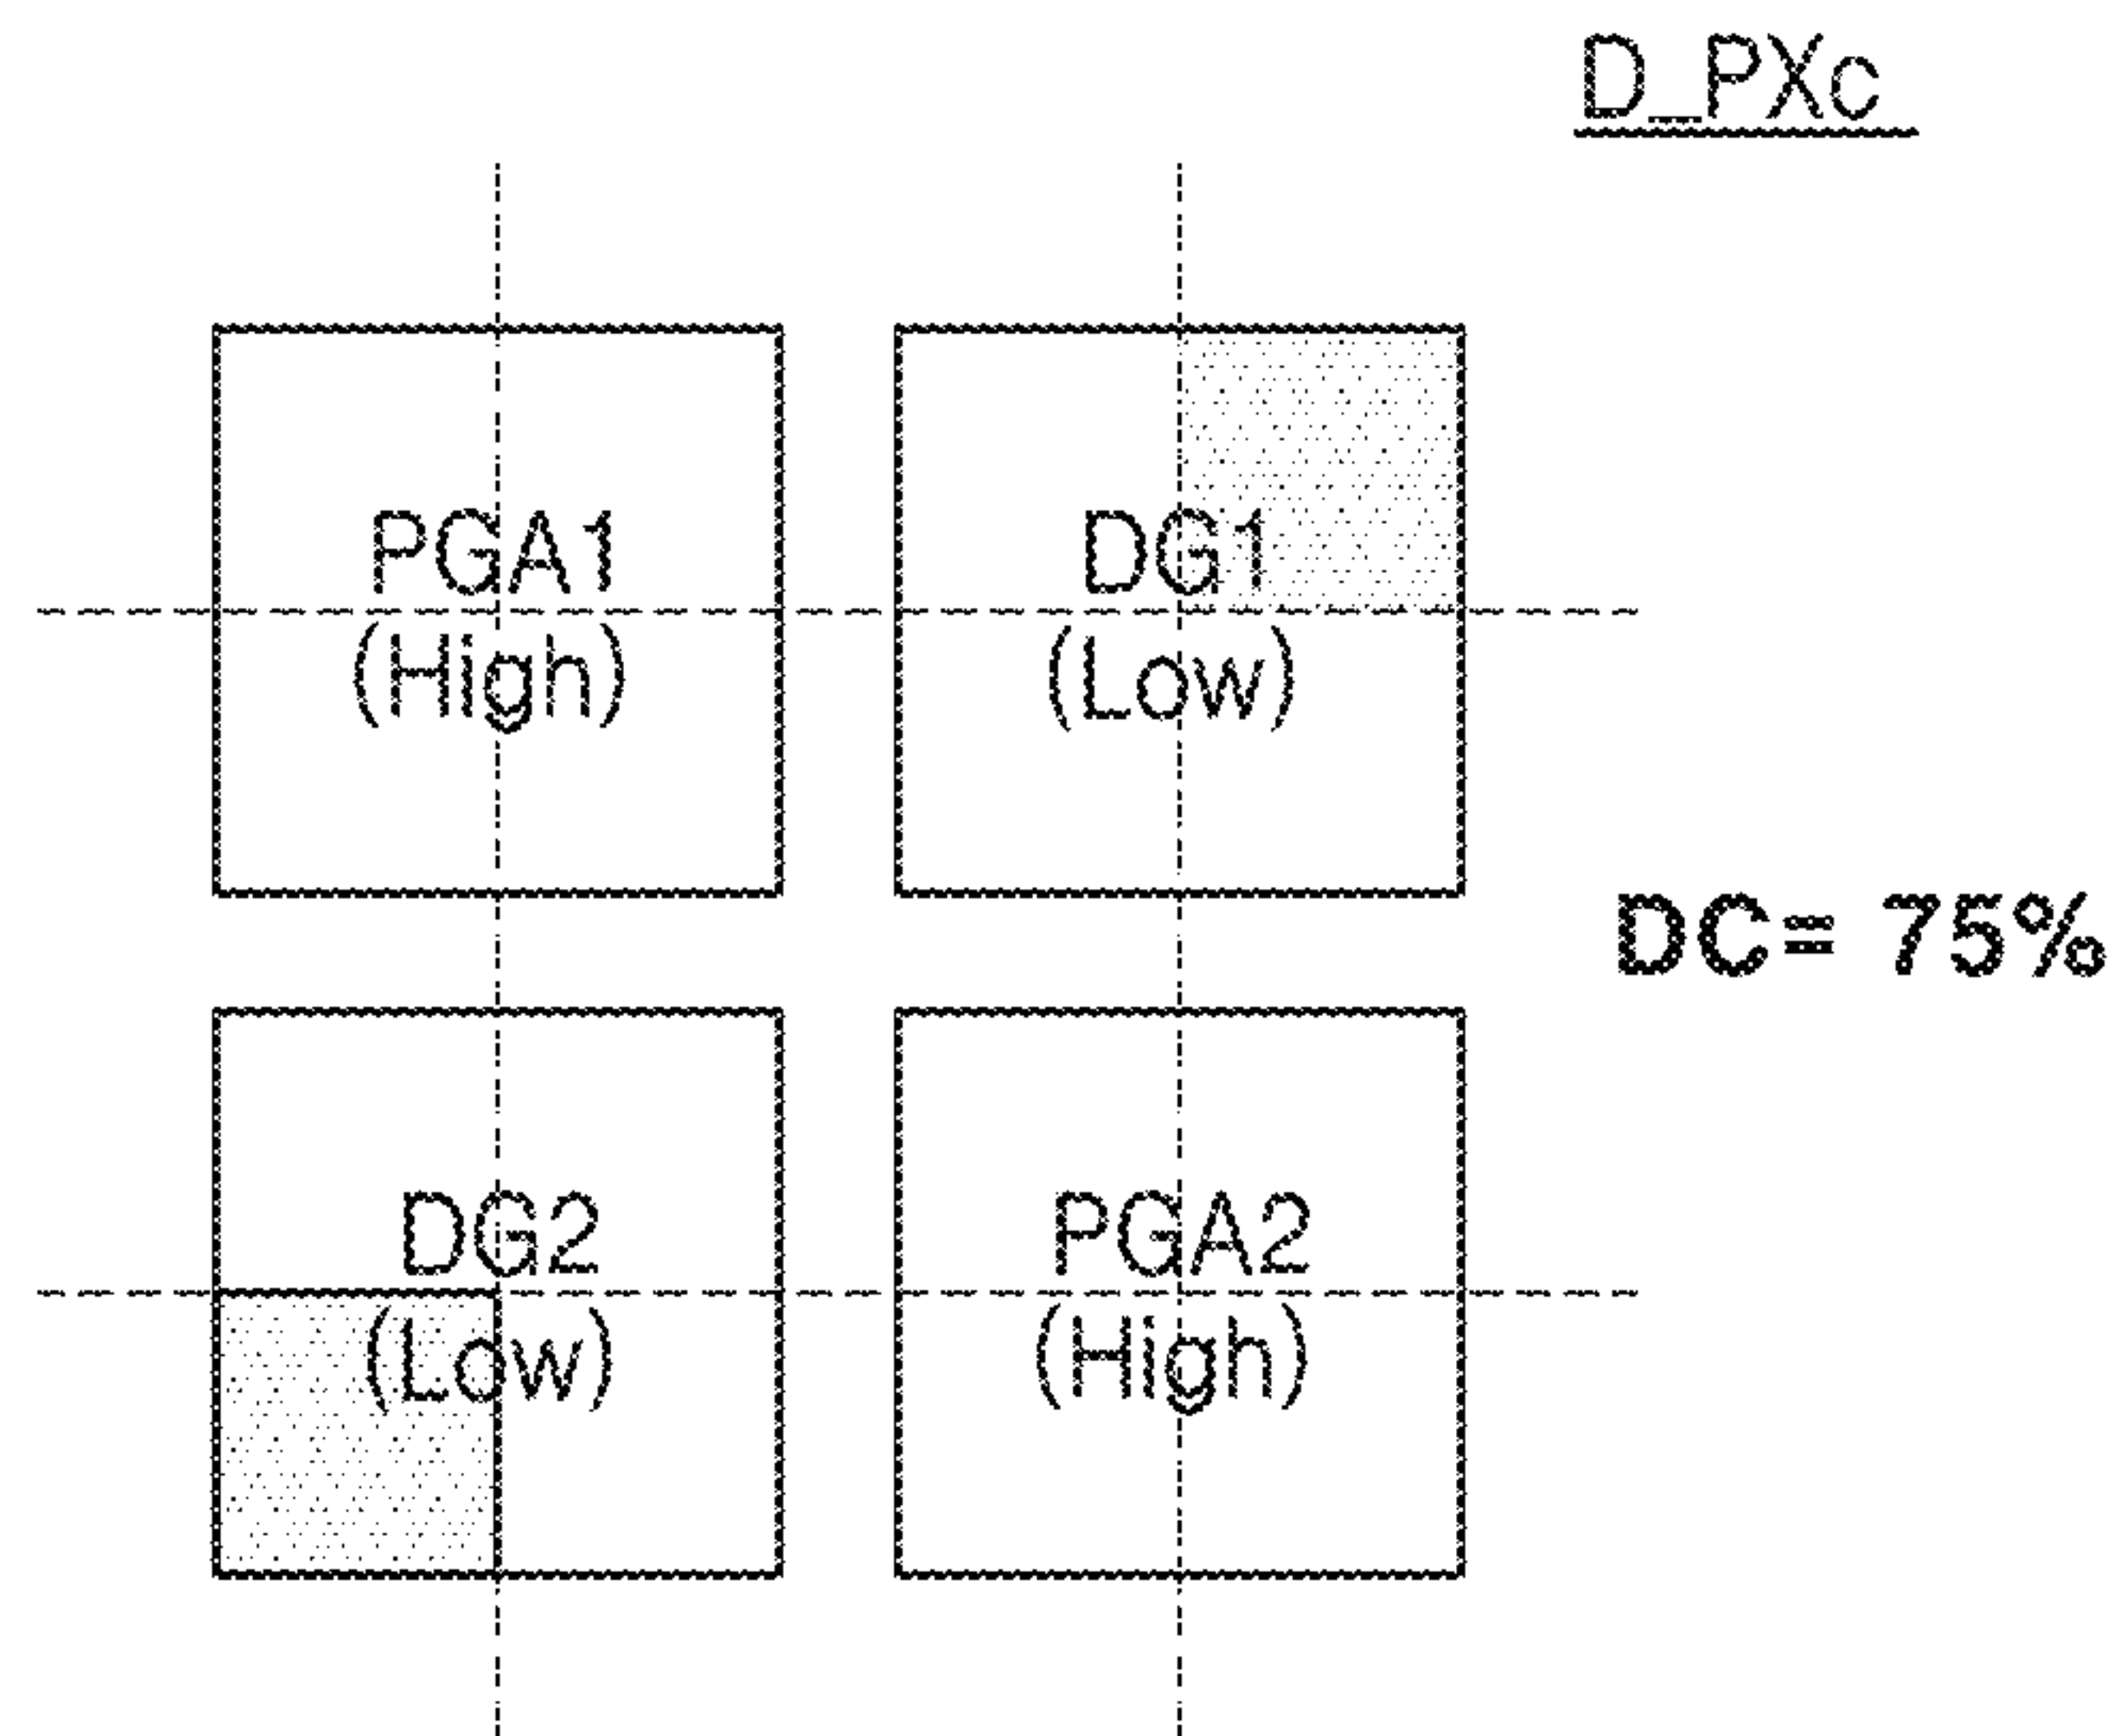 D_PXc
PGA1
(High)
DG1
(Low)
DC= 75%
DG2
(Low)
PGA2
(High)